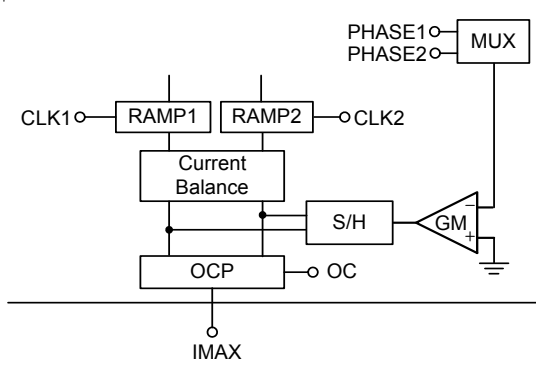 PHASE1
PHASE2
MUX
CLK1
RAMP1
RAMP2
CLK2
Current
Balance
S/H
GM
−
+
OCP
OC
IMAX